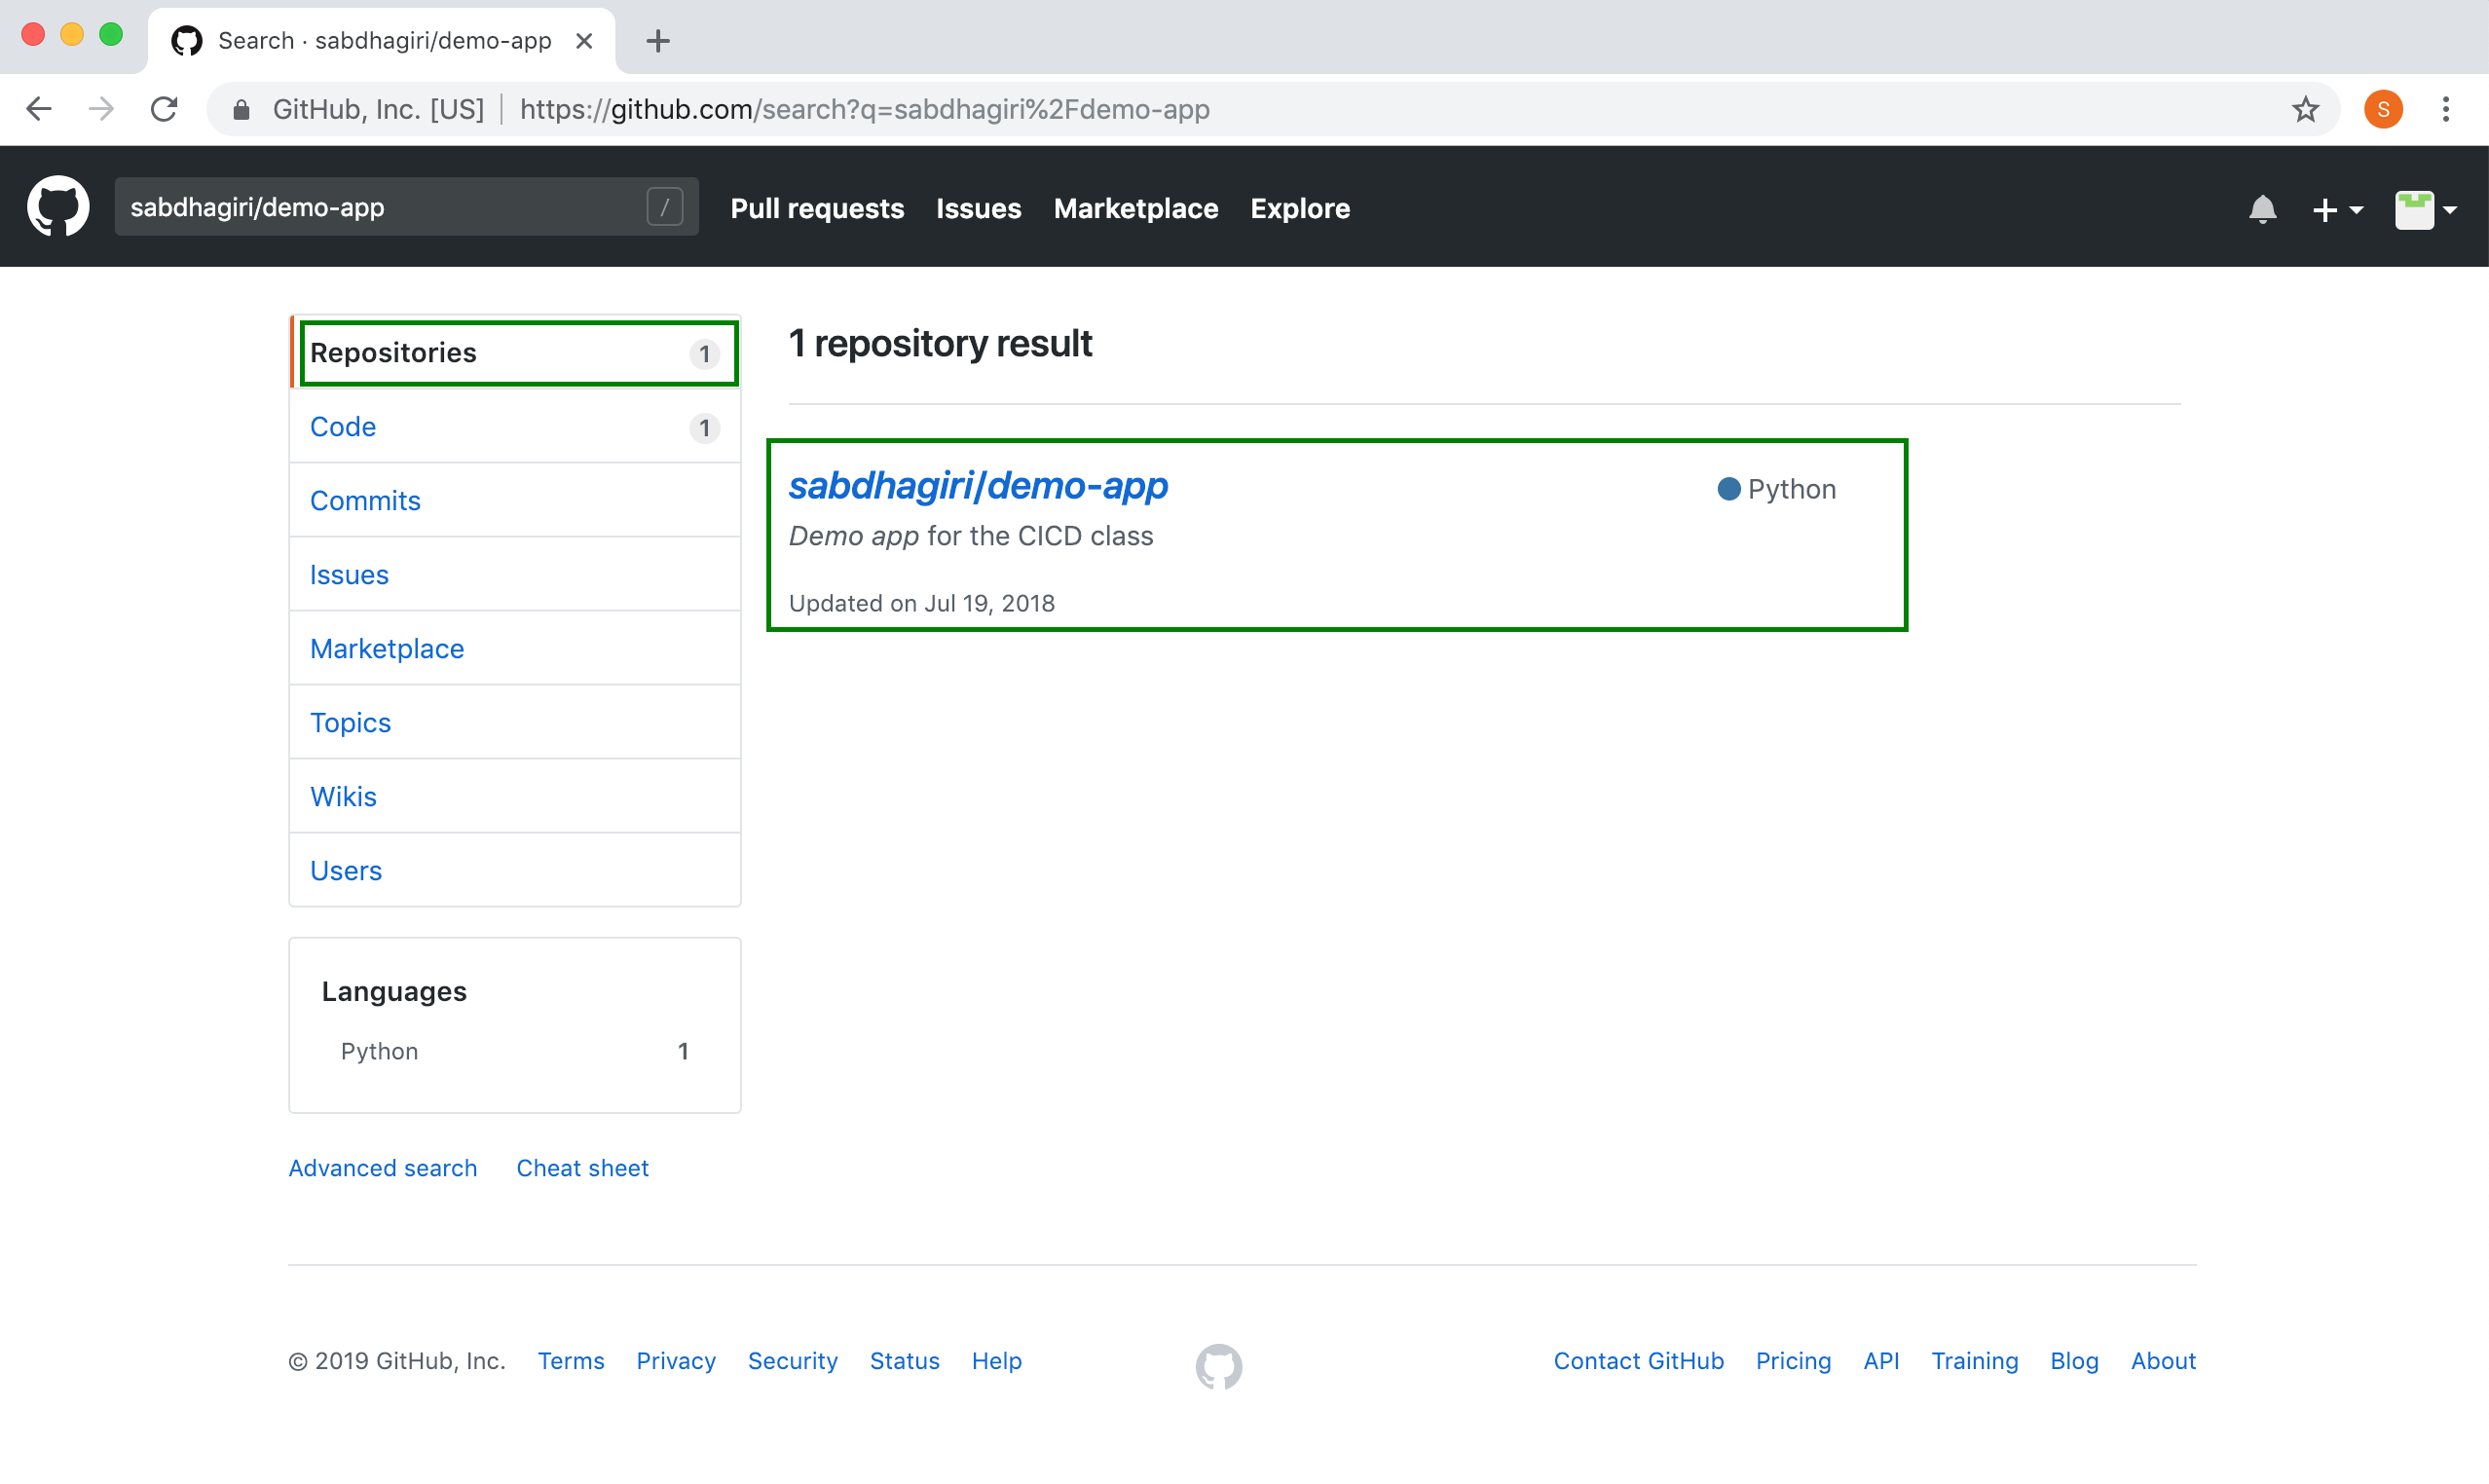 Search · sabdhagiri/demo-app
GitHub, Inc. [US] https://github.com/search?q=sabdhagiri%2Fdemo-app S
sabdhagiri/demo-app / Pull requests Issues Marketplace Explore
Repositories 1
Code 1
Commits
Issues
Marketplace
Topics
Wikis
Users
Languages
Python 1
Advanced search Cheat sheet
1 repository result
sabdhagiri/demo-app Python
Demo app for the CICD class
Updated on Jul 19, 2018
© 2019 GitHub, Inc. Terms Privacy Security Status Help Contact GitHub Pricing API Training Blog About